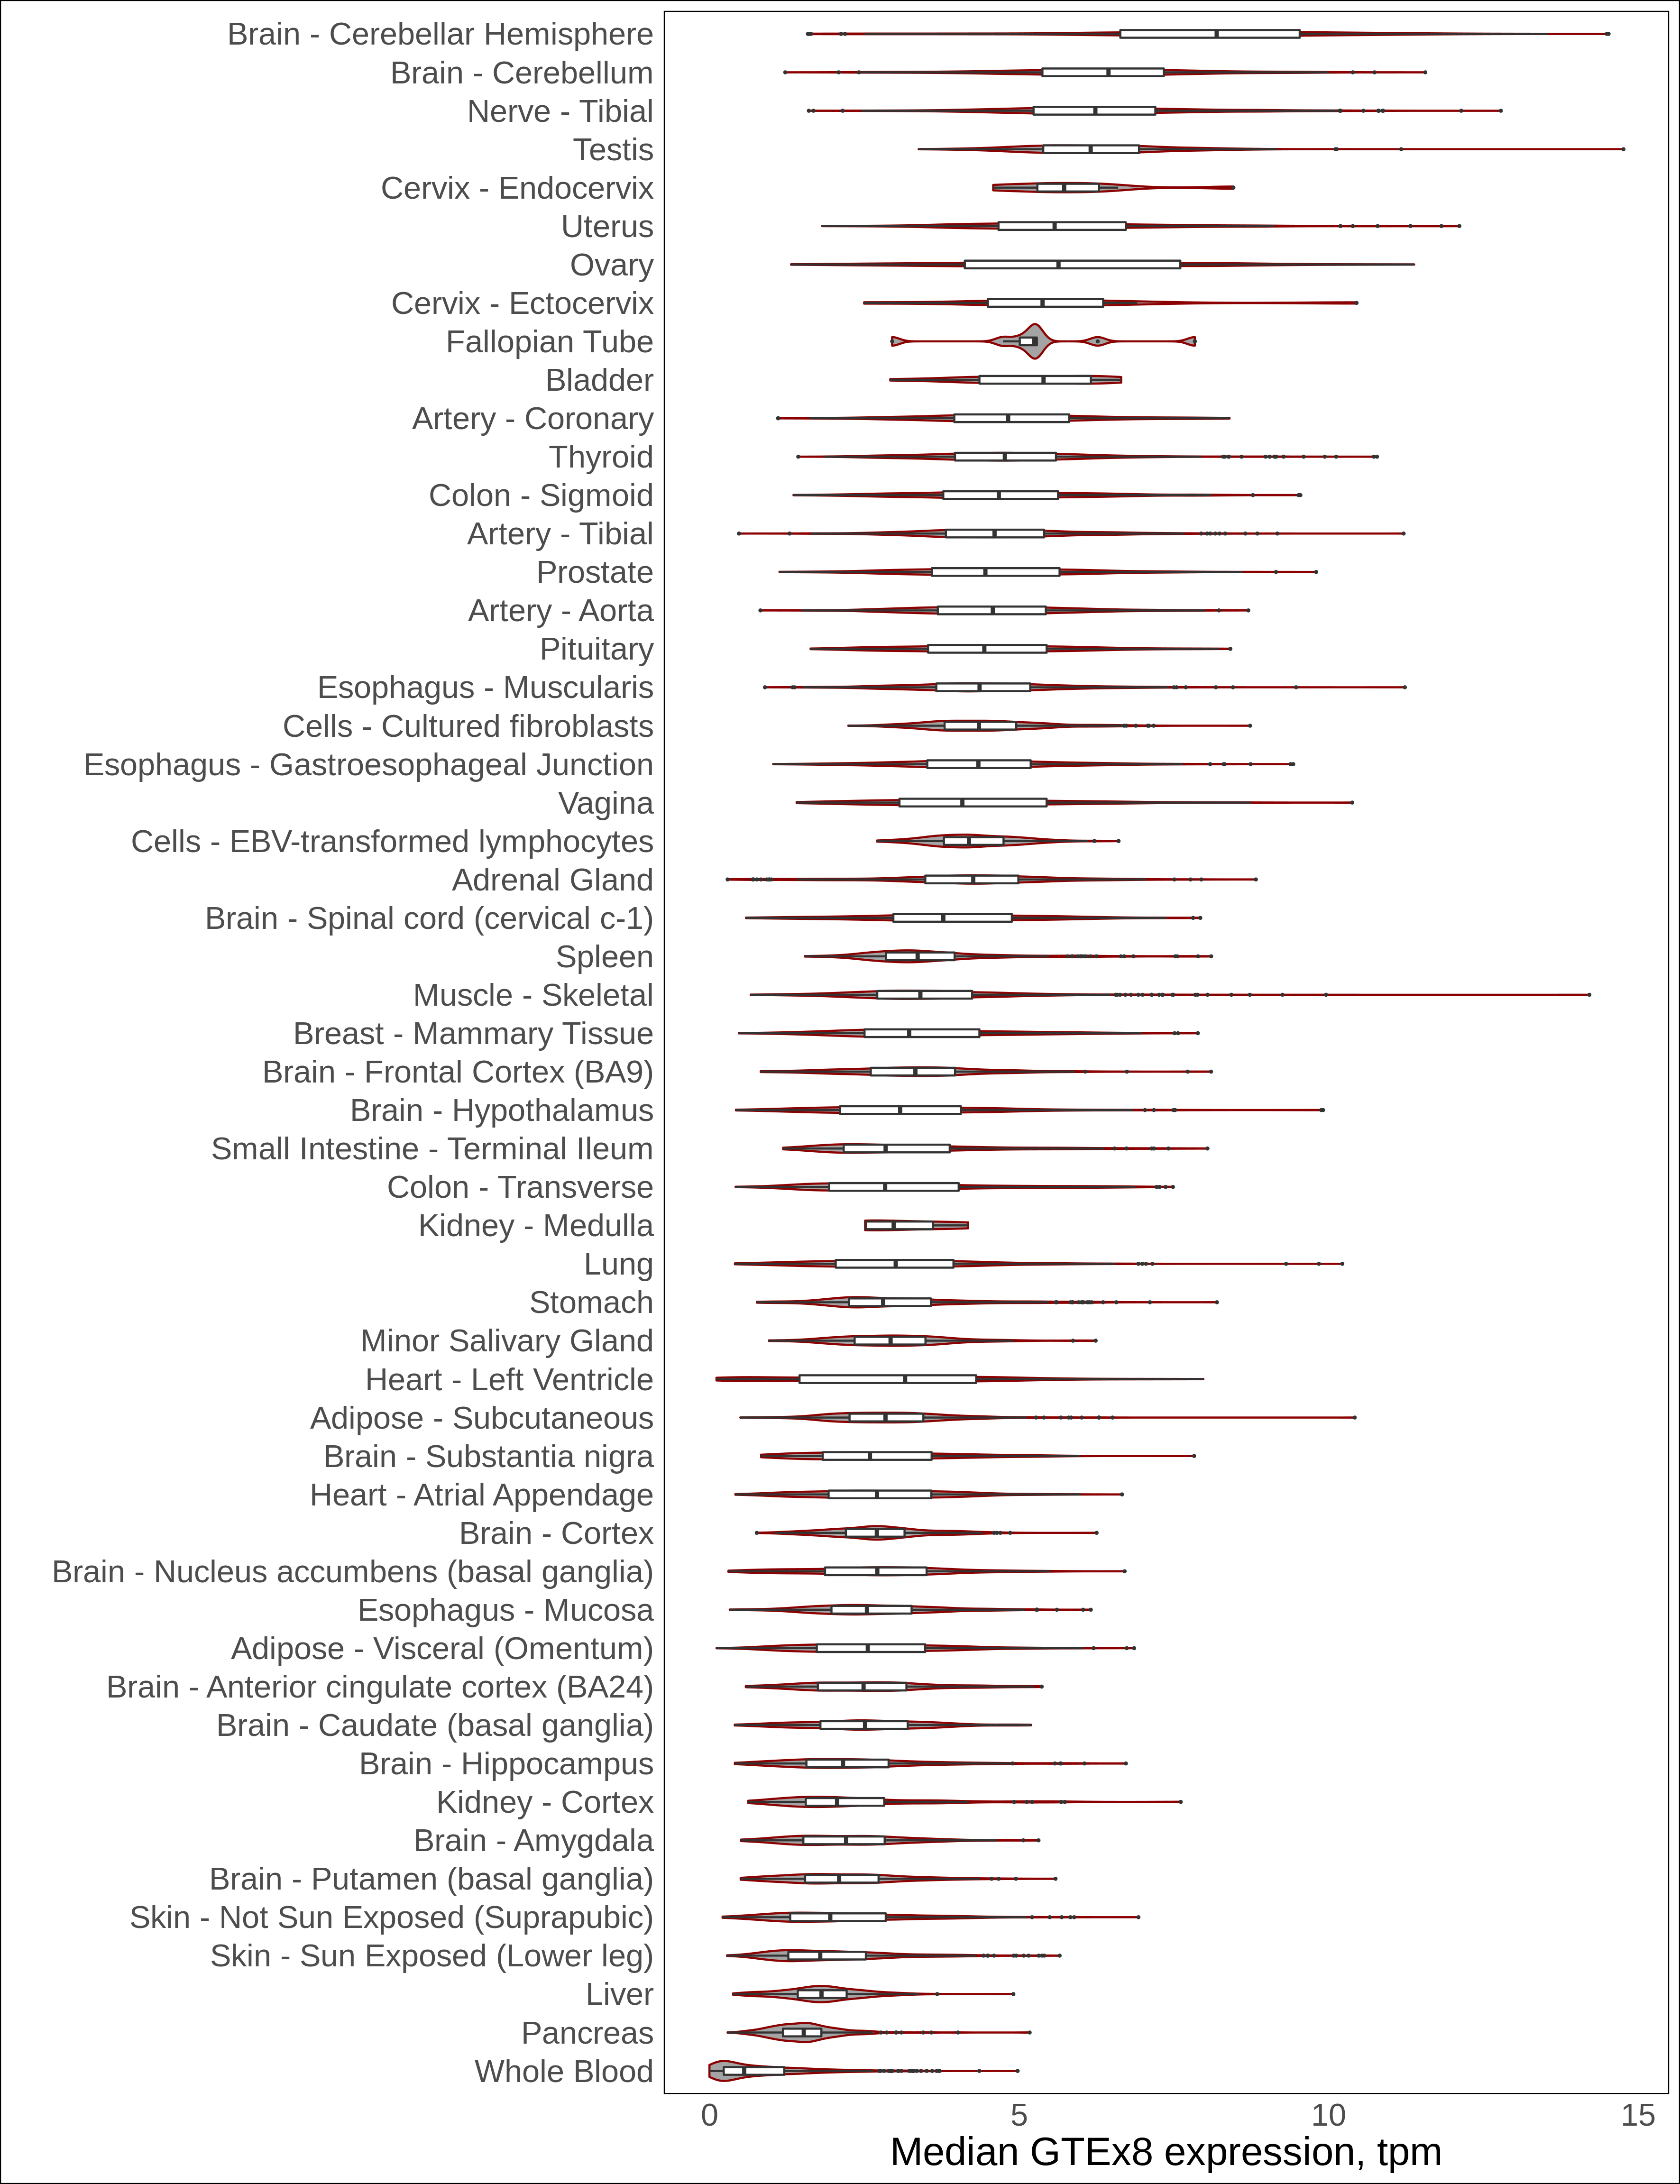 Brain - Cerebellar Hemisphere
Brain - Cerebellum
Nerve - Tibial
Testis
Cervix - Endocervix
Uterus
Ovary
Cervix - Ectocervix
Fallopian Tube
Bladder
Artery - Coronary
Thyroid
Colon - Sigmoid
Artery - Tibial
Prostate
Artery - Aorta
Pituitary
Esophagus - Muscularis
Cells - Cultured fibroblasts
Esophagus - Gastroesophageal Junction
Vagina
Cells - EBV-transformed lymphocytes
Adrenal Gland
Brain - Spinal cord (cervical c-1)
Spleen
Muscle - Skeletal
Breast - Mammary Tissue
Brain - Frontal Cortex (BA9)
Brain - Hypothalamus
Small Intestine - Terminal Ileum
Colon - Transverse
Kidney - Medulla
Lung
Stomach
Minor Salivary Gland
Heart - Left Ventricle
Adipose - Subcutaneous
Brain - Substantia nigra
Heart - Atrial Appendage
Brain - Cortex
Brain - Nucleus accumbens (basal ganglia)
Esophagus - Mucosa
Adipose - Visceral (Omentum)
Brain - Anterior cingulate cortex (BA24)
Brain - Caudate (basal ganglia)
Brain - Hippocampus
Kidney - Cortex
Brain - Amygdala
Brain - Putamen (basal ganglia)
Skin - Not Sun Exposed (Suprapubic)
Skin - Sun Exposed (Lower leg)
Liver
Pancreas
Whole Blood
0 5 10 15
Median GTEx8 expression, tpm